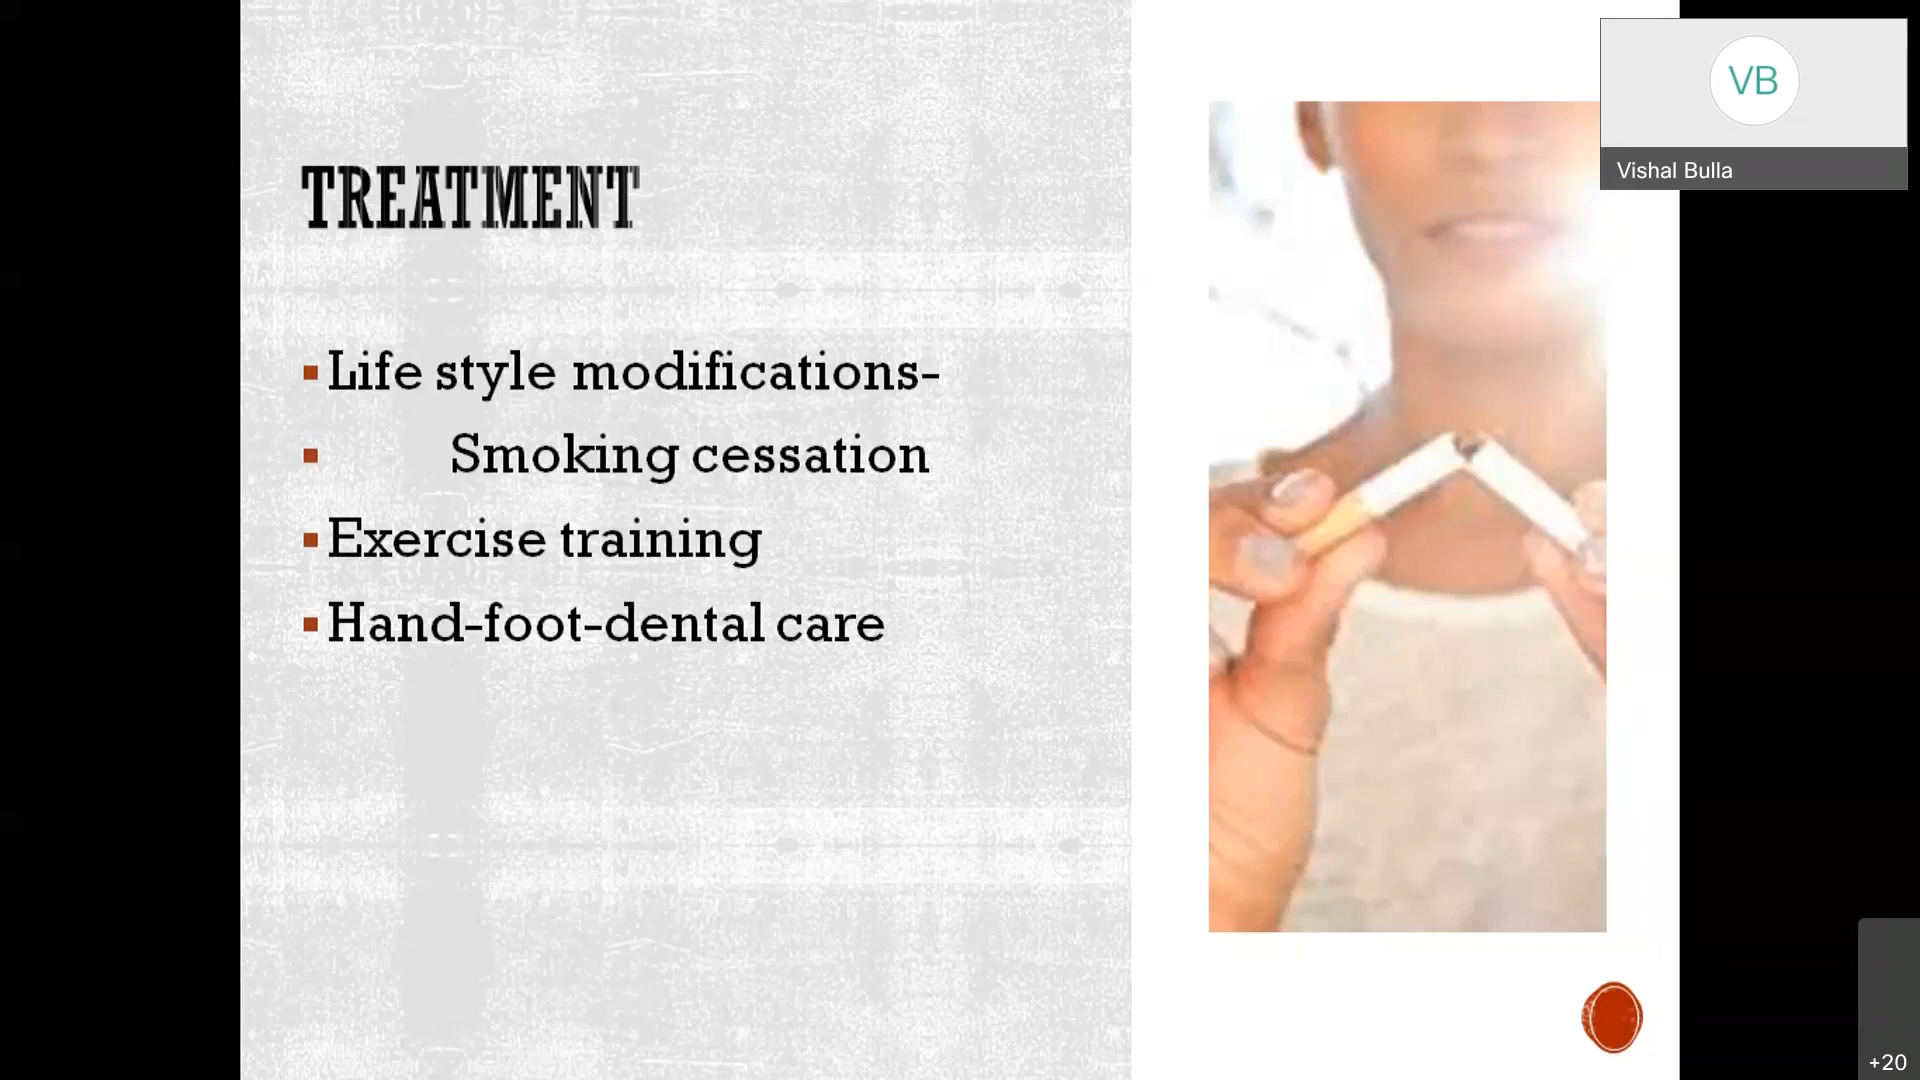 TREATMENT
Life style modifications-
Smoking cessation
Exercise training
Hand-foot-dental care
VB
Vishal Bulla
+20